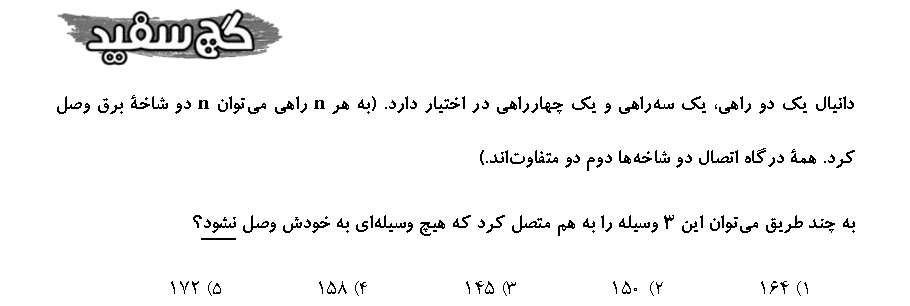 گچ سفید
دانیال یک دو راهی، یک سه‌راهی و یک چهارراهی در اختیار دارد. (به هر n راهی می‌توان n دو شاخهٔ برق وصل
کرد. همهٔ درگاه اتصال دو شاخه‌ها دوم دو متفاوت‌اند.)
به چند طریق می‌توان این ۳ وسیله را به هم متصل کرد که هیچ وسیله‌ای به خودش وصل نشود؟
۱) ۱۶۴ ۲) ۱۵۰ ۳) ۱۴۵ ۴) ۱۵۸ ۵) ۱۷۲